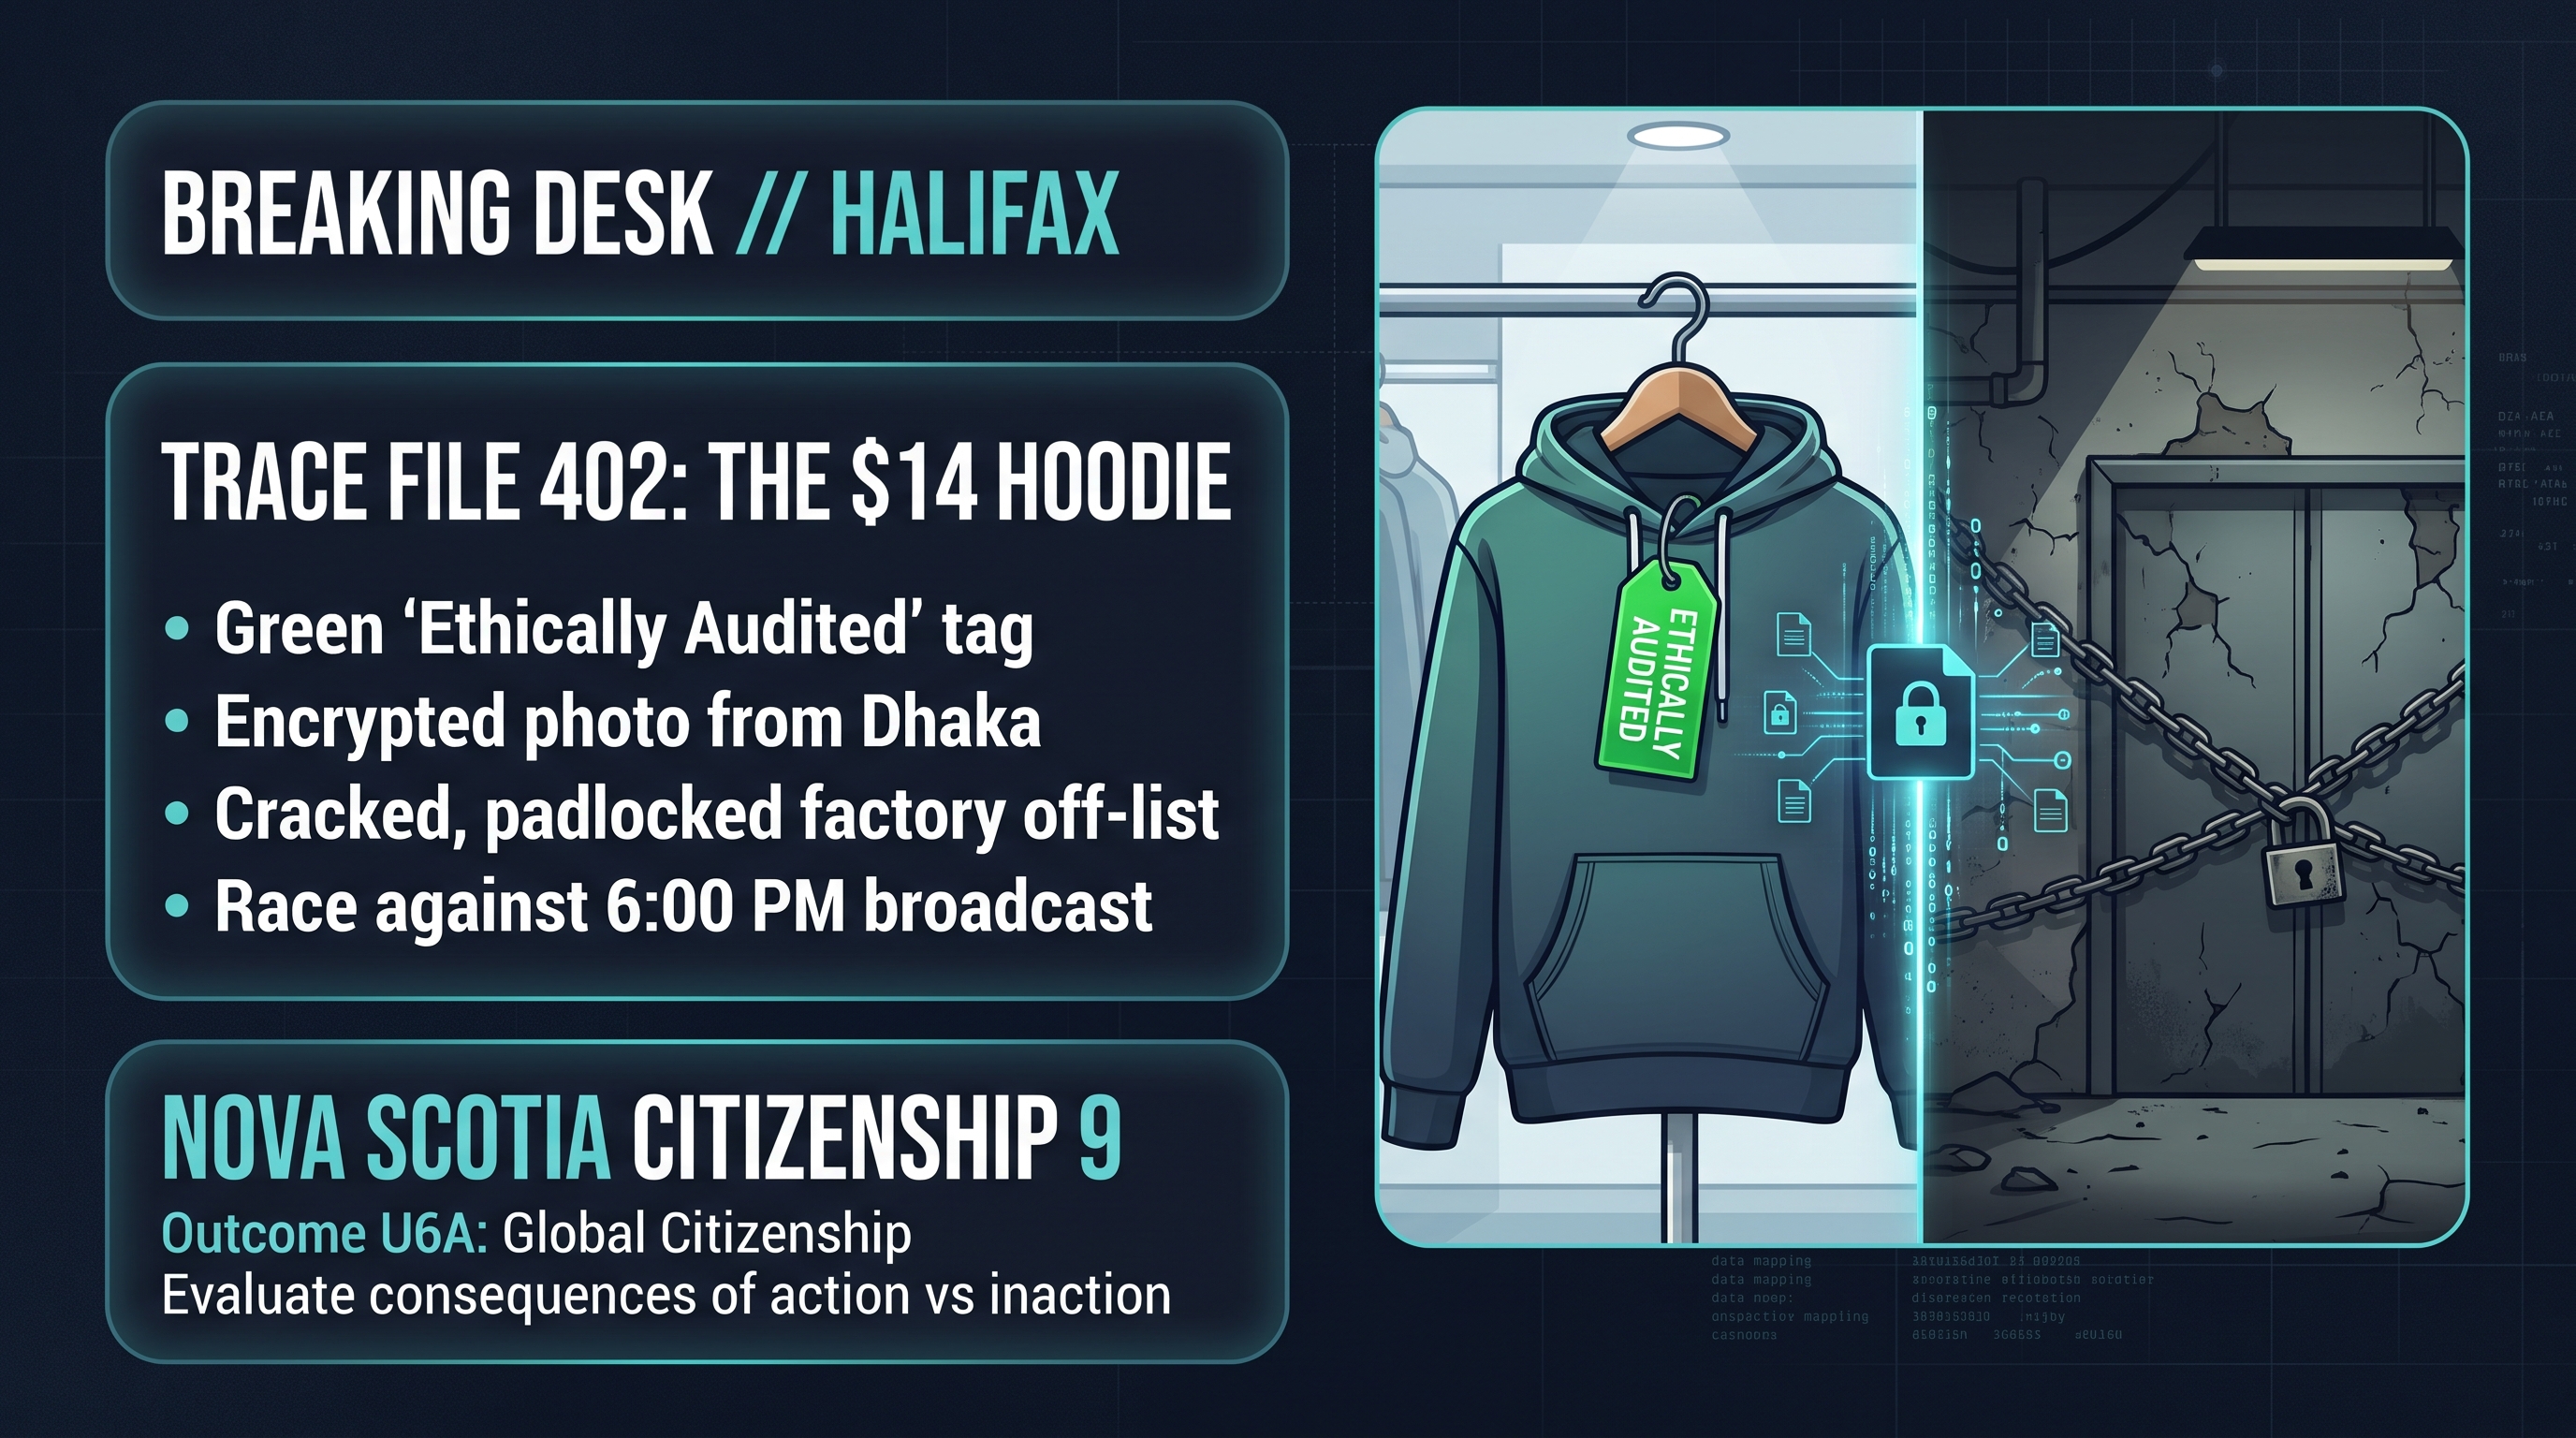 BREAKING DESK // HALIFAX
TRACE FILE 402: THE $14 HOODIE
• Green ‘Ethically Audited’ tag
• Encrypted photo from Dhaka
• Cracked, padlocked factory off-list
• Race against 6:00 PM broadcast
NOVA SCOTIA CITIZENSHIP 9
Outcome U6A: Global Citizenship
Evaluate consequences of action vs inaction
ETHICALLY
AUDITED
data mapping
data mapping